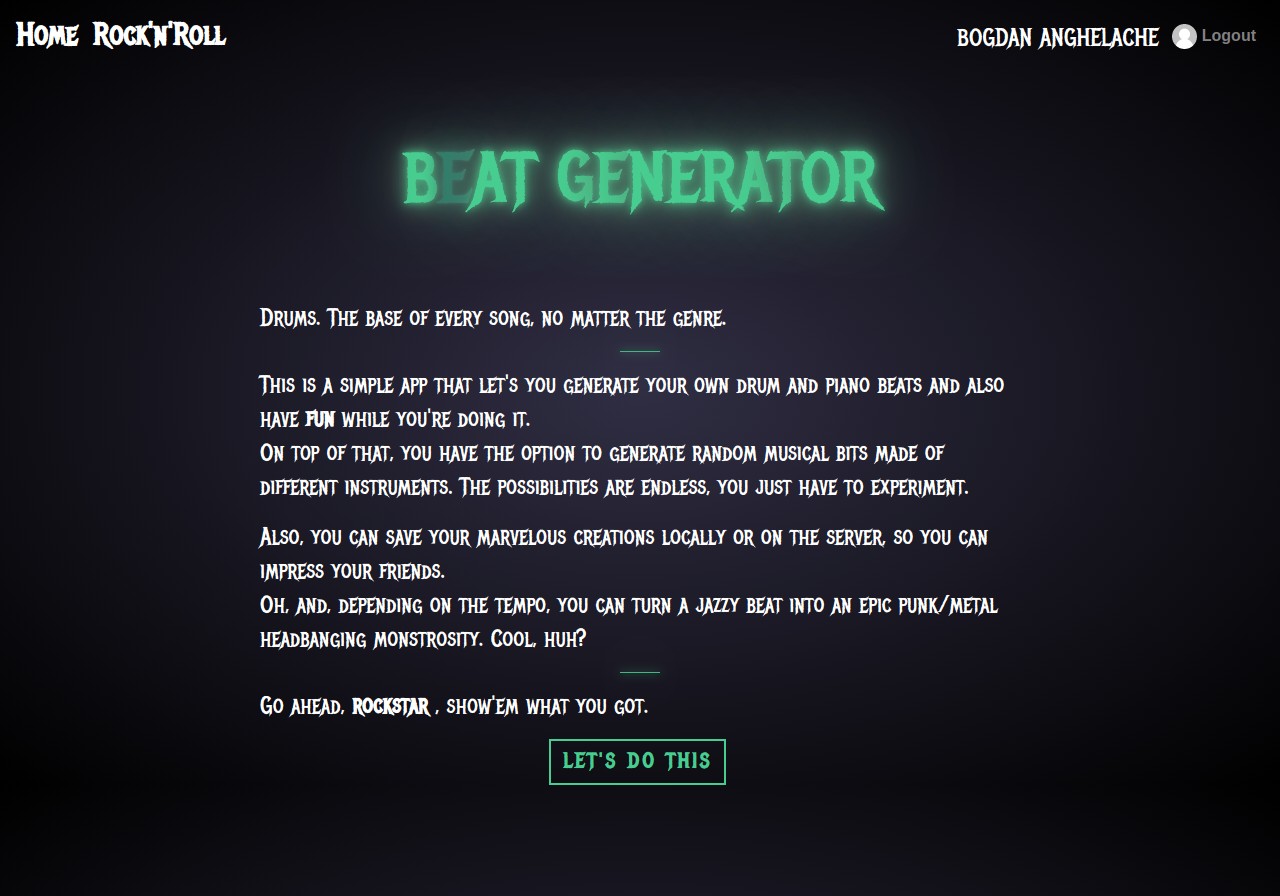 Home Rock'n'Roll
BOGDAN ANGHELACHE Logout
BEAT GENERATOR
Drums. The base of every song, no matter the genre.
This is a simple app that let's you generate your own drum and piano beats and also
have FUN while you're doing it.
On top of that, you have the option to generate random musical bits made of
different instruments. The possibilities are endless, you just have to experiment.
Also, you can save your marvelous creations locally or on the server, so you can
impress your friends.
Oh, and, depending on the tempo, you can turn a jazzy beat into an epic punk/metal
headbanging monstrosity. Cool, huh?
Go ahead, ROCKSTAR , show'em what you got.
LET'S DO THIS